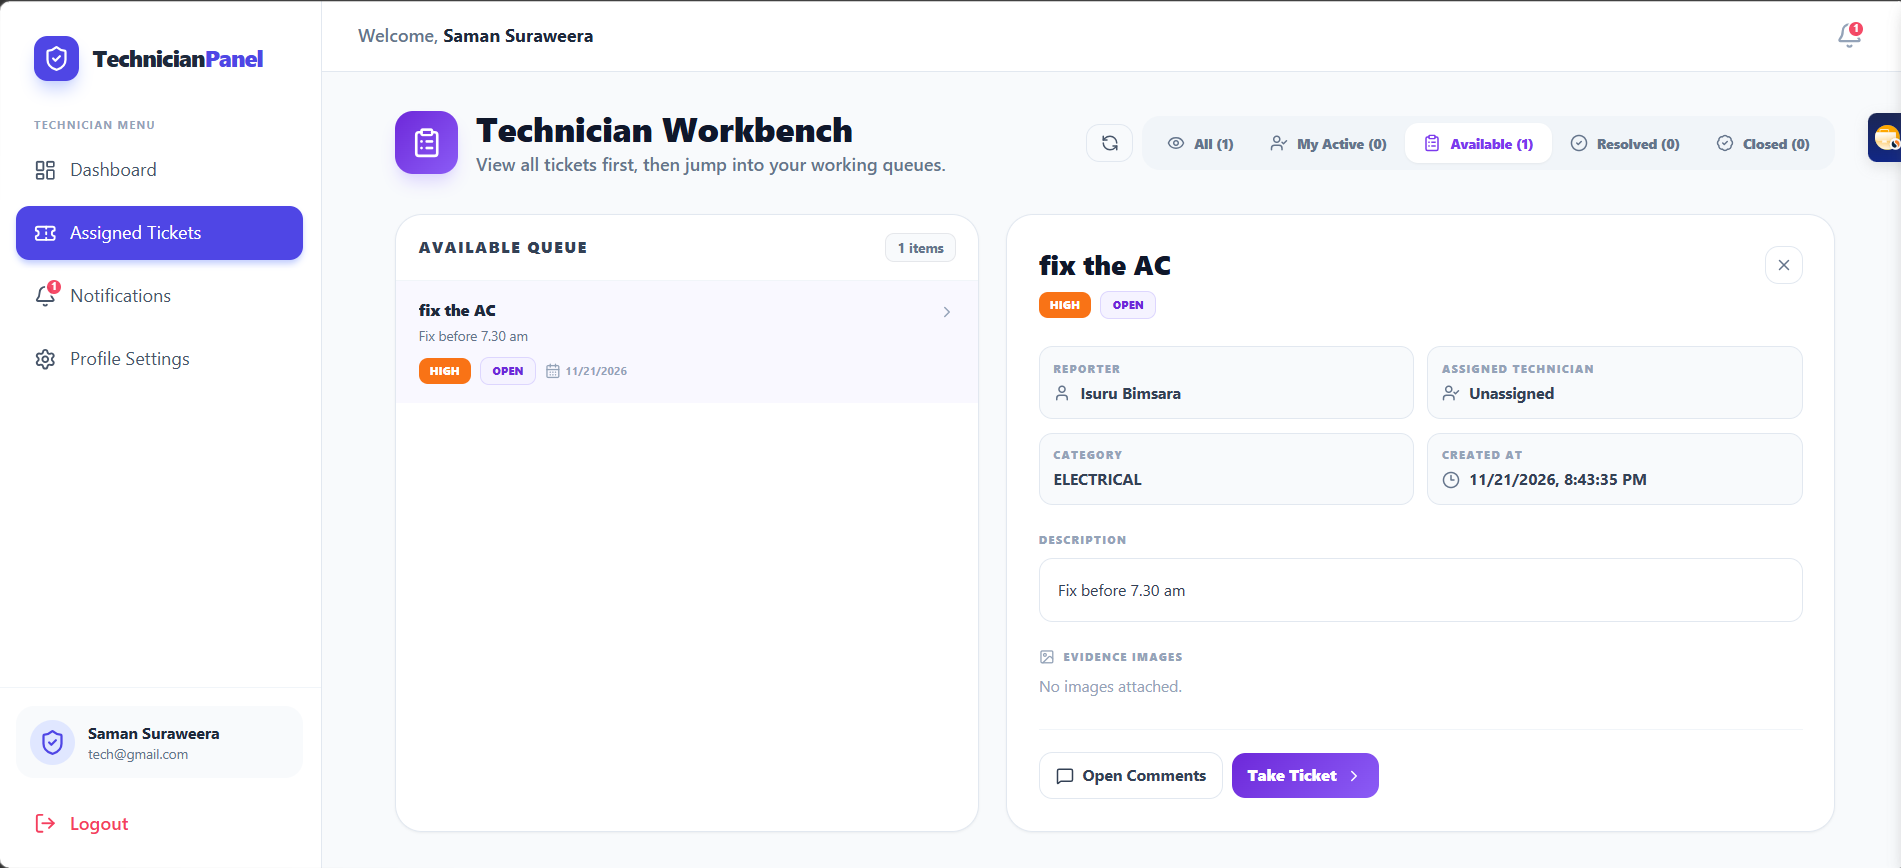 TechnicianPanel
TECHNICIAN MENU
Dashboard
Assigned Tickets
1
Notifications
Profile Settings
Saman Suraweera
tech@gmail.com
Logout
Welcome, Saman Suraweera
1
Technician Workbench
View all tickets first, then jump into your working queues.
All (1)
My Active (0)
Available (1)
Resolved (0)
Closed (0)
AVAILABLE QUEUE
1 items
fix the AC
Fix before 7.30 am
HIGH
OPEN
11/21/2026
fix the AC
HIGH
OPEN
REPORTER
Isuru Bimsara
ASSIGNED TECHNICIAN
Unassigned
CATEGORY
ELECTRICAL
CREATED AT
11/21/2026, 8:43:35 PM
DESCRIPTION
Fix before 7.30 am
EVIDENCE IMAGES
No images attached.
Open Comments
Take Ticket